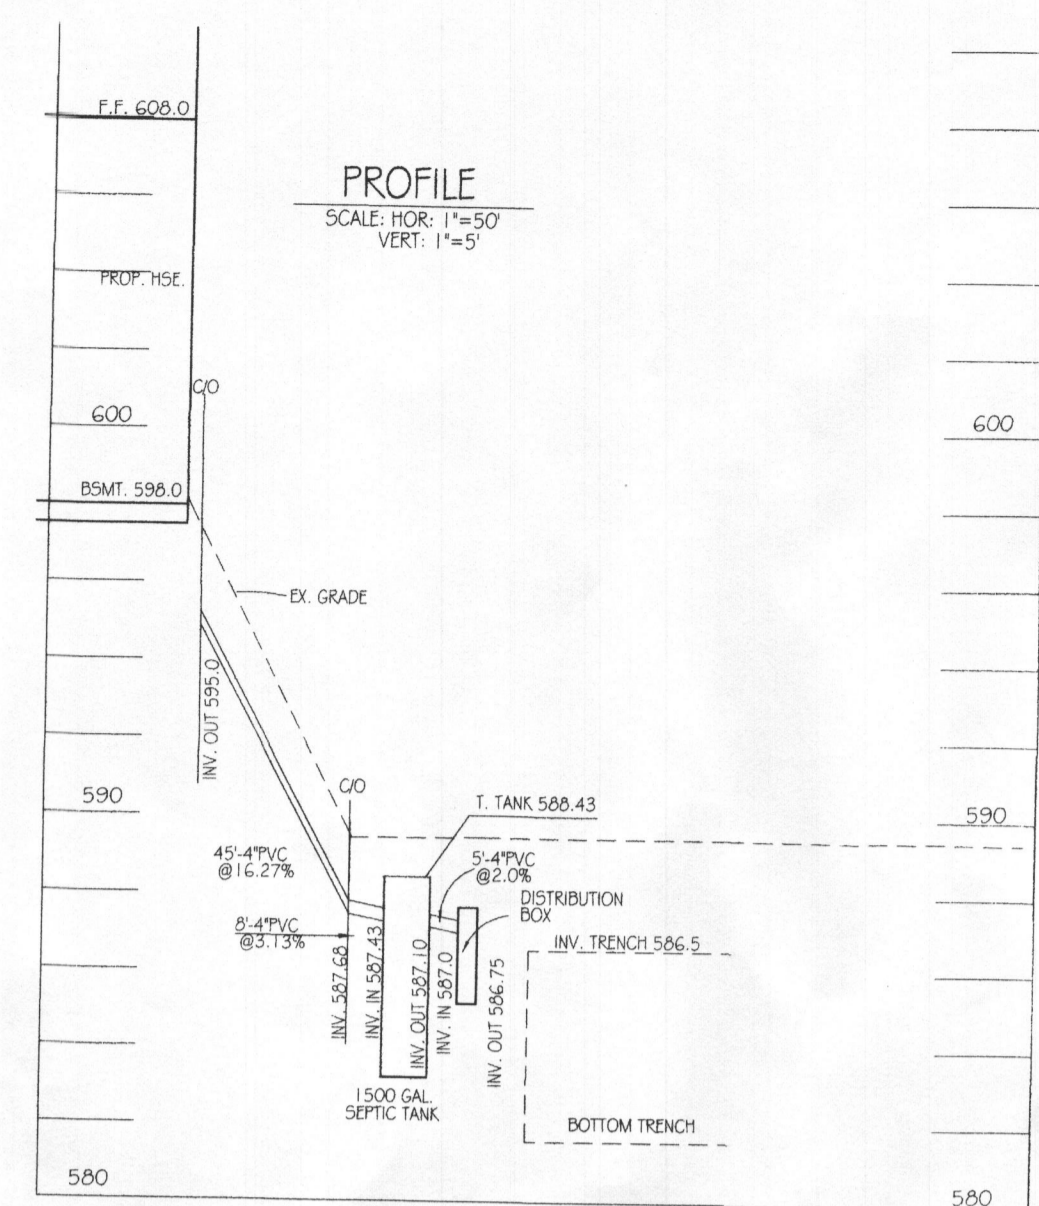 F.F. 608.0
PROFILE
SCALE: HOR: 1"=50'
VERT: 1"=5'
PROP. HSE.
C/O
600
600
BSMT. 598.0
EX. GRADE
INV. OUT 595.0
C/O
590
T. TANK 588.43
590
45'-4"PVC
@16.27%
5'-4"PVC
@2.0%
DISTRIBUTION
BOX
8'-4"PVC
@3.13%
INV. TRENCH 586.5
INV. 587.68
INV. IN 587.43
INV. OUT 587.10
INV. IN 587.0
INV. OUT 586.75
1500 GAL.
SEPTIC TANK
BOTTOM TRENCH
580
580